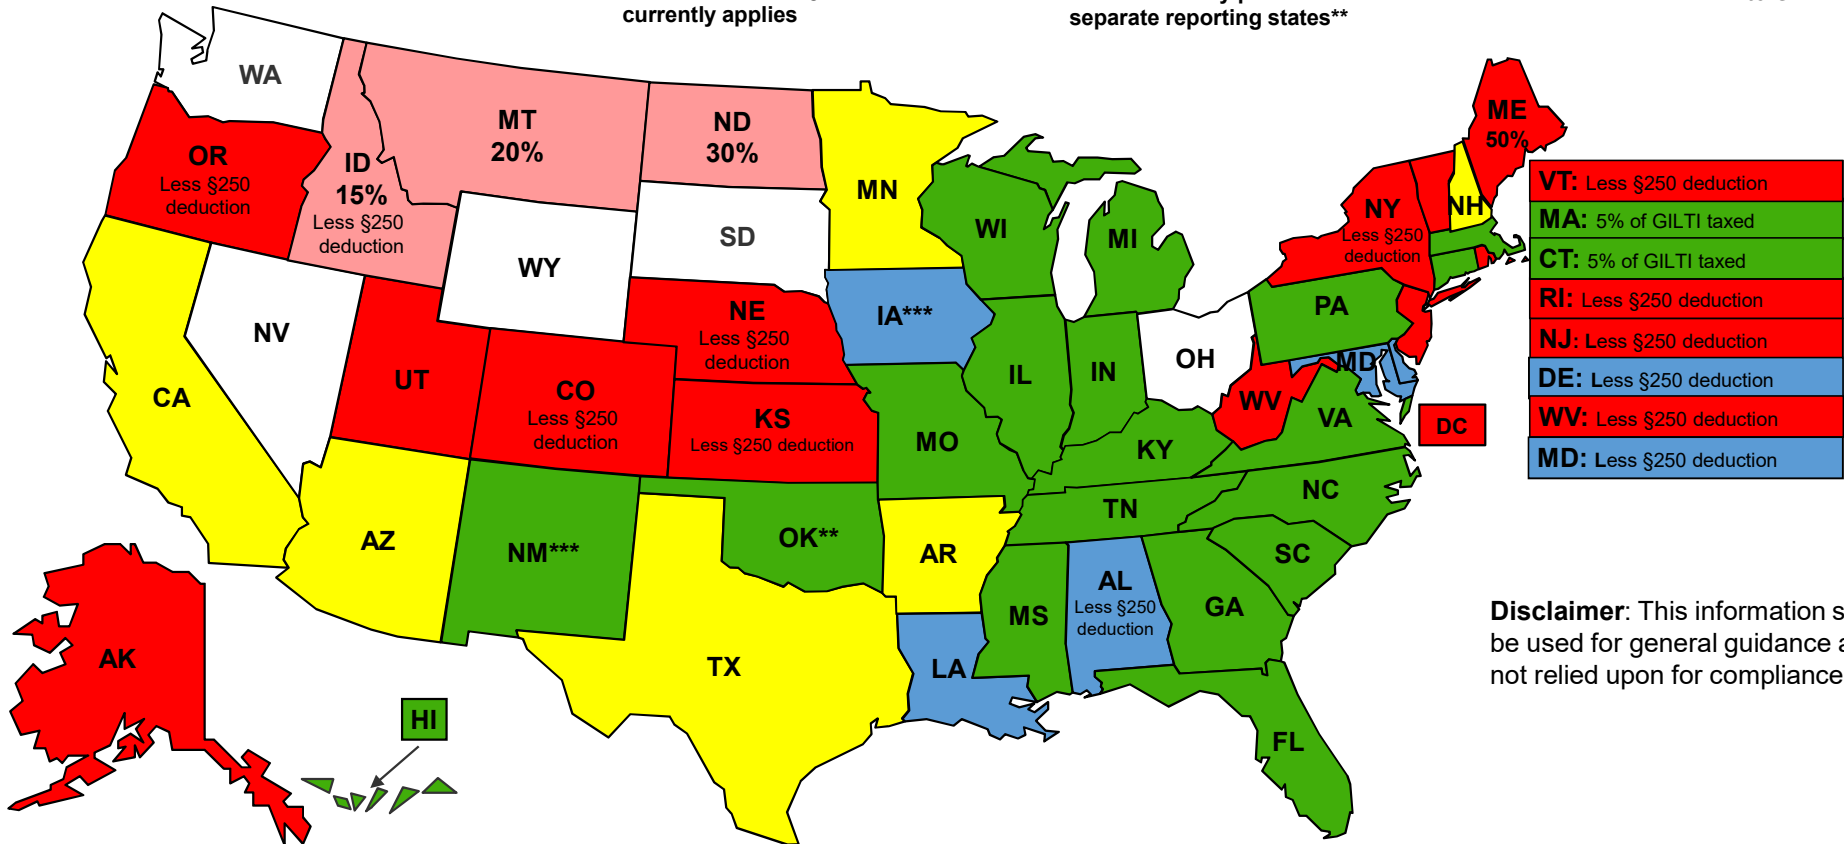 currently applies
separate reporting states**
WA
OR
Less §250
deduction
ID
15%
Less §250
deduction
MT
20%
ND
30%
MN
SD
WY
NV
CA
UT
CO
Less §250
deduction
NE
Less §250
deduction
KS
Less §250 deduction
IA***
WI
MI
IL
IN
OH
PA
NY
Less §250
deduction
NH
ME
50%
VT: Less §250 deduction
MA: 5% of GILTI taxed
CT: 5% of GILTI taxed
RI: Less §250 deduction
NJ: Less §250 deduction
DE: Less §250 deduction
WV: Less §250 deduction
MD: Less §250 deduction
MD
DC
WV
VA
KY
MO
TN
NC
SC
AZ
NM***
OK**
AR
TX
LA
MS
AL
Less §250
deduction
GA
FL
AK
HI
Disclaimer: This information s
be used for general guidance a
not relied upon for compliance